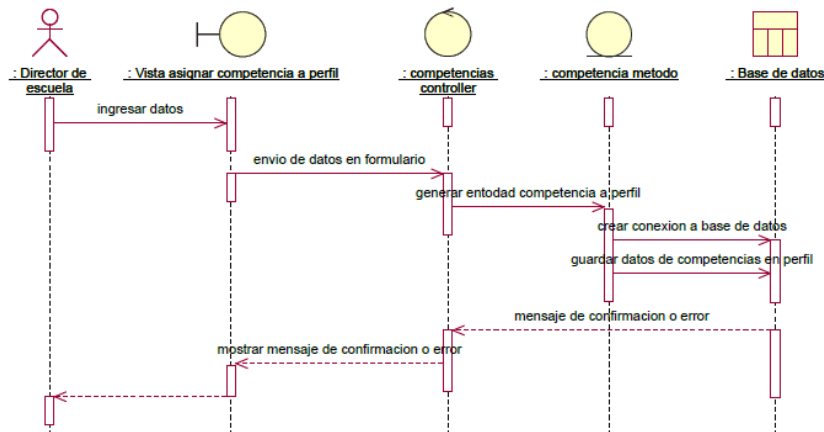 : Director de
escuela
: Vista asignar competencia a perfil
: competencias
controller
: competencia metodo
: Base de datos
ingresar datos
envio de datos en formulario
generar entodad competencia a perfil
crear conexion a base de datos
guardar datos de competencias en perfil
mensaje de confirmacion o error
mostrar mensaje de confirmacion o error